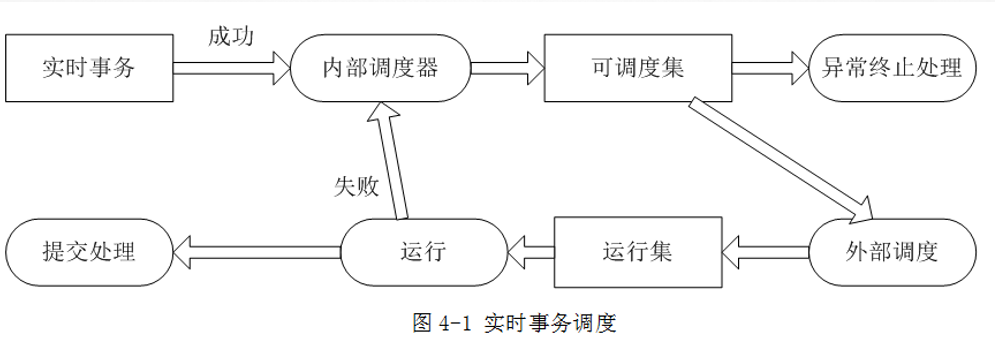 成功
实时事务
内部调度器
可调度集
异常终止处理
失败
提交处理
运行
运行集
外部调度
图 4-1 实时事务调度